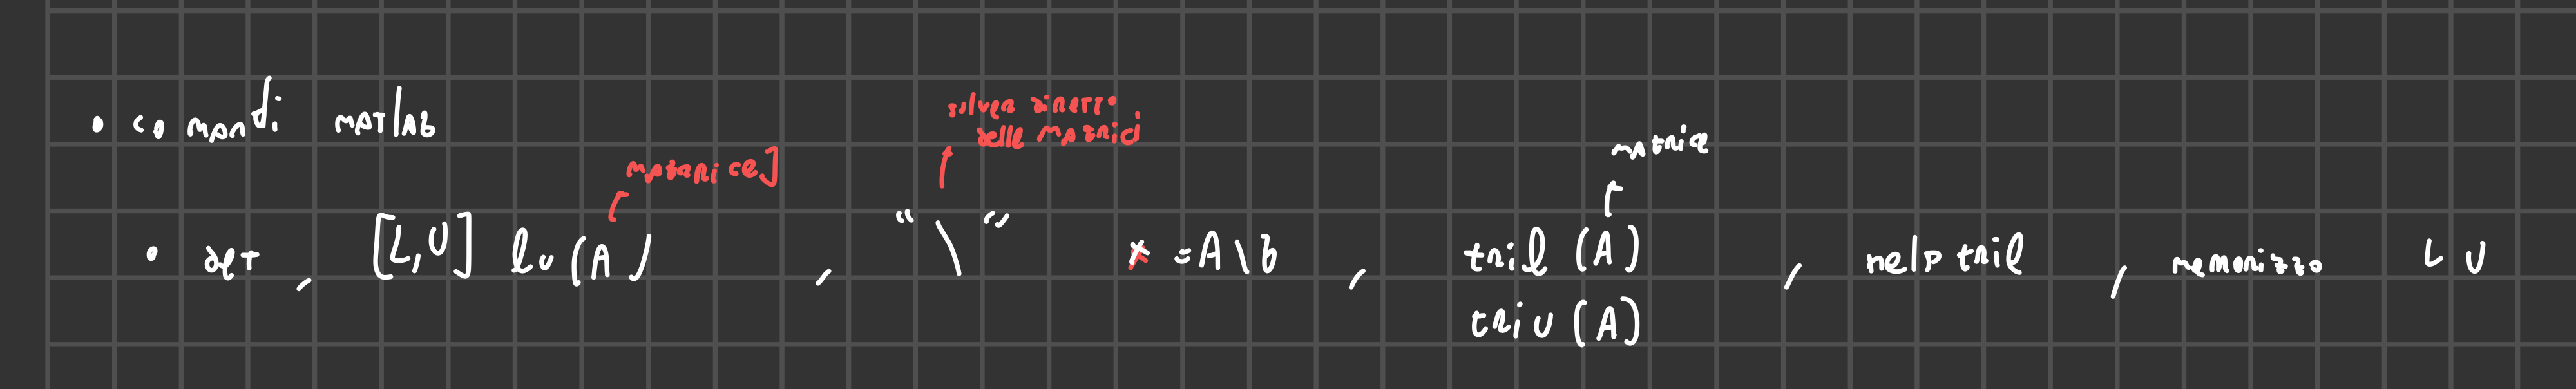 • comandi matlab
solver diretto
delle matrici
matrice]
matrice
• det, [L,U] lu(A), "\" x = A\b, tril (A), help tril, memorizzo L U
triu (A)